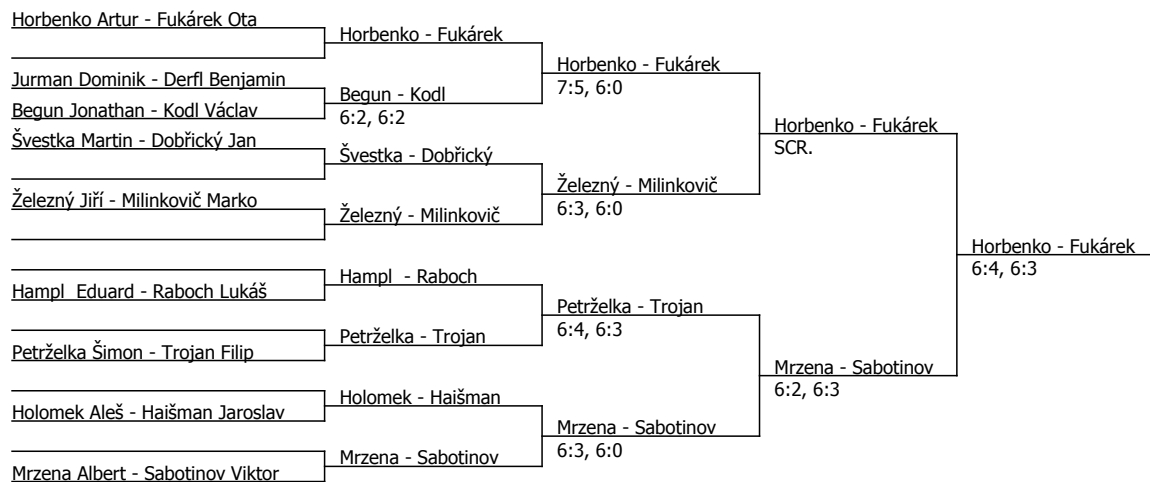 Horbenko Artur - Fukárek Ota
Jurman Dominik - Derfl Benjamin
Begun Jonathan - Kodl Václav
Švestka Martin - Dobřický Jan
Železný Jiří - Milinkovič Marko
Hampl  Eduard - Raboch Lukáš
Petrželka Šimon - Trojan Filip
Holomek Aleš - Haišman Jaroslav
Mrzena Albert - Sabotinov Viktor
Horbenko - Fukárek
Begun - Kodl
6:2, 6:2
Švestka - Dobřický
Železný - Milinkovič
Hampl  - Raboch
Petrželka - Trojan
Holomek - Haišman
Mrzena - Sabotinov
Horbenko - Fukárek
7:5, 6:0
Železný - Milinkovič
6:3, 6:0
Petrželka - Trojan
6:4, 6:3
Mrzena - Sabotinov
6:3, 6:0
Horbenko - Fukárek
SCR.
Mrzena - Sabotinov
6:2, 6:3
Horbenko - Fukárek
6:4, 6:3